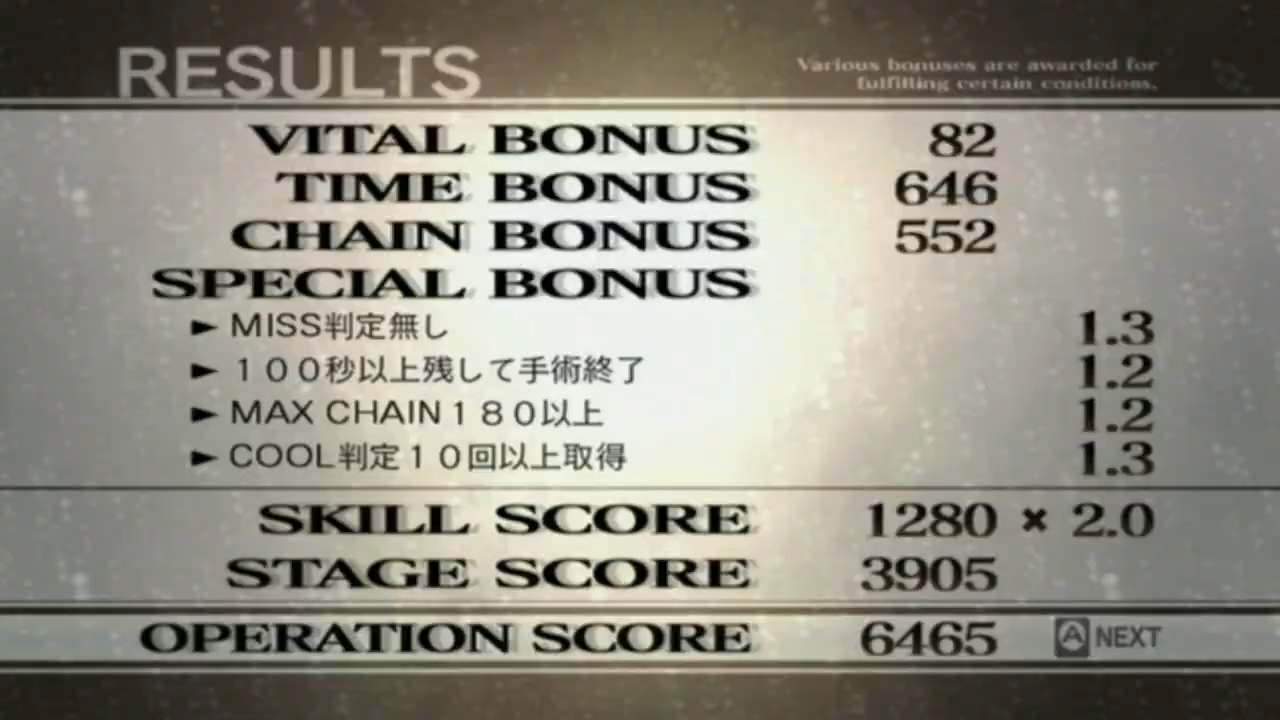 RESULTS
Various bonuses are awarded for
fulfilling certain conditions.
VITAL BONUS 82
TIME BONUS 646
CHAIN BONUS 552
SPECIAL BONUS
► MISS判定無し 1.3
► １００秒以上残して手術終了 1.2
► MAX CHAIN１８０以上 1.2
► COOL判定１０回以上取得 1.3
SKILL SCORE 1280 × 2.0
STAGE SCORE 3905
OPERATION SCORE 6465 A NEXT